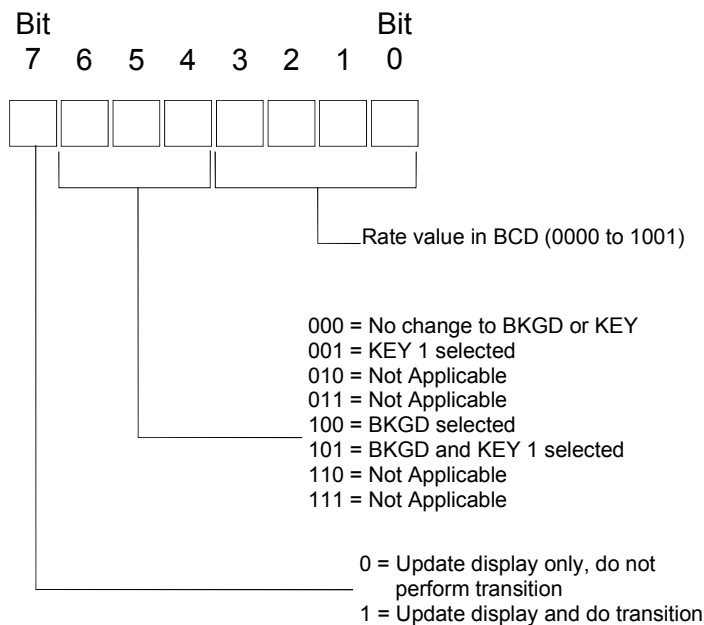 Bit Bit
7 6 5 4 3 2 1 0
Rate value in BCD (0000 to 1001)
000 = No change to BKGD or KEY
001 = KEY 1 selected
010 = Not Applicable
011 = Not Applicable
100 = BKGD selected
101 = BKGD and KEY 1 selected
110 = Not Applicable
111 = Not Applicable
0 = Update display only, do not
perform transition
1 = Update display and do transition